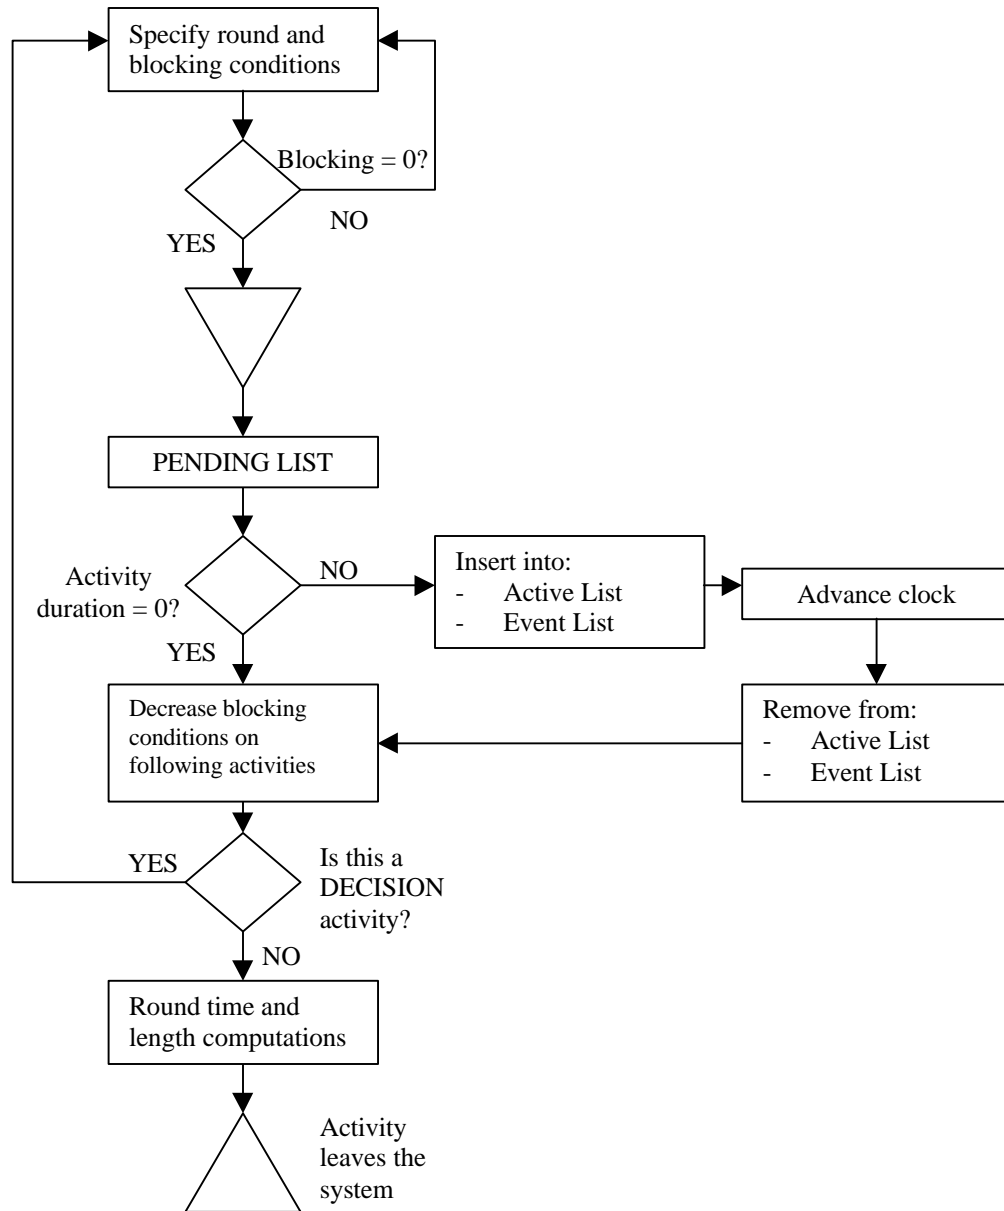 Specify round and
blocking conditions
Blocking = 0?
NO
YES
PENDING LIST
Activity
duration = 0?
NO
YES
Insert into:
- Active List
- Event List
Advance clock
Remove from:
- Active List
- Event List
Decrease blocking
conditions on
following activities
YES
Is this a
DECISION
activity?
NO
Round time and
length computations
Activity
leaves the
system